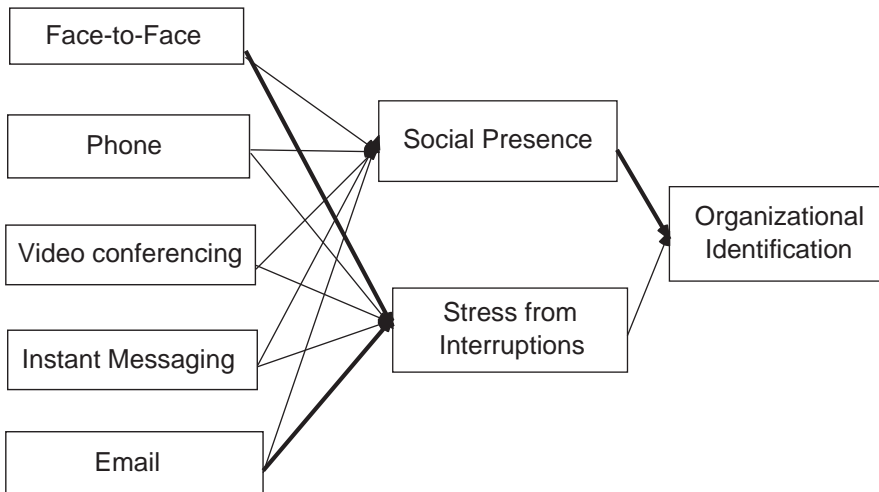 Face-to-Face
Phone
Video conferencing
Instant Messaging
Email
Social Presence
Stress from
Interruptions
Organizational
Identification